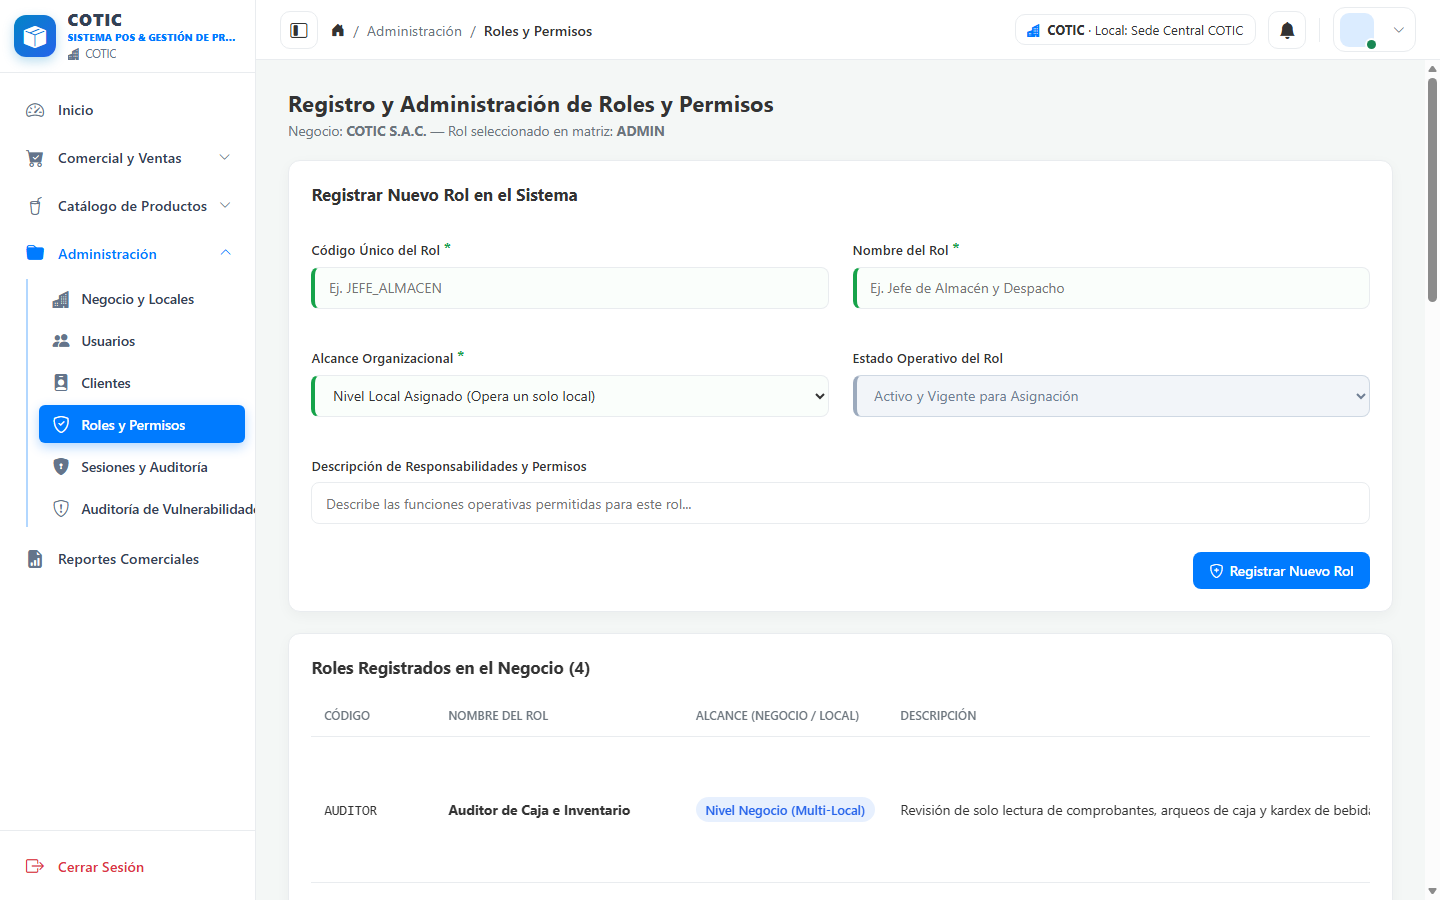 COTIC
SISTEMA POS & GESTIÓN DE PR...
COTIC
Inicio
Comercial y Ventas
Catálogo de Productos
Administración
Negocio y Locales
Usuarios
Clientes
Roles y Permisos
Sesiones y Auditoría
Auditoría de Vulnerabilidade
Reportes Comerciales
Cerrar Sesión
/ Administración / Roles y Permisos
COTIC · Local: Sede Central COTIC
Registro y Administración de Roles y Permisos
Negocio: COTIC S.A.C. — Rol seleccionado en matriz: ADMIN
Registrar Nuevo Rol en el Sistema
Código Único del Rol *
Nombre del Rol *
Ej. JEFE_ALMACEN
Ej. Jefe de Almacén y Despacho
Alcance Organizacional *
Estado Operativo del Rol
Nivel Local Asignado (Opera un solo local)
Activo y Vigente para Asignación
Descripción de Responsabilidades y Permisos
Describe las funciones operativas permitidas para este rol...
Registrar Nuevo Rol
Roles Registrados en el Negocio (4)
CÓDIGO NOMBRE DEL ROL ALCANCE (NEGOCIO / LOCAL) DESCRIPCIÓN
AUDITOR Auditor de Caja e Inventario Nivel Negocio (Multi-Local) Revisión de solo lectura de comprobantes, arqueos de caja y kardex de bebida